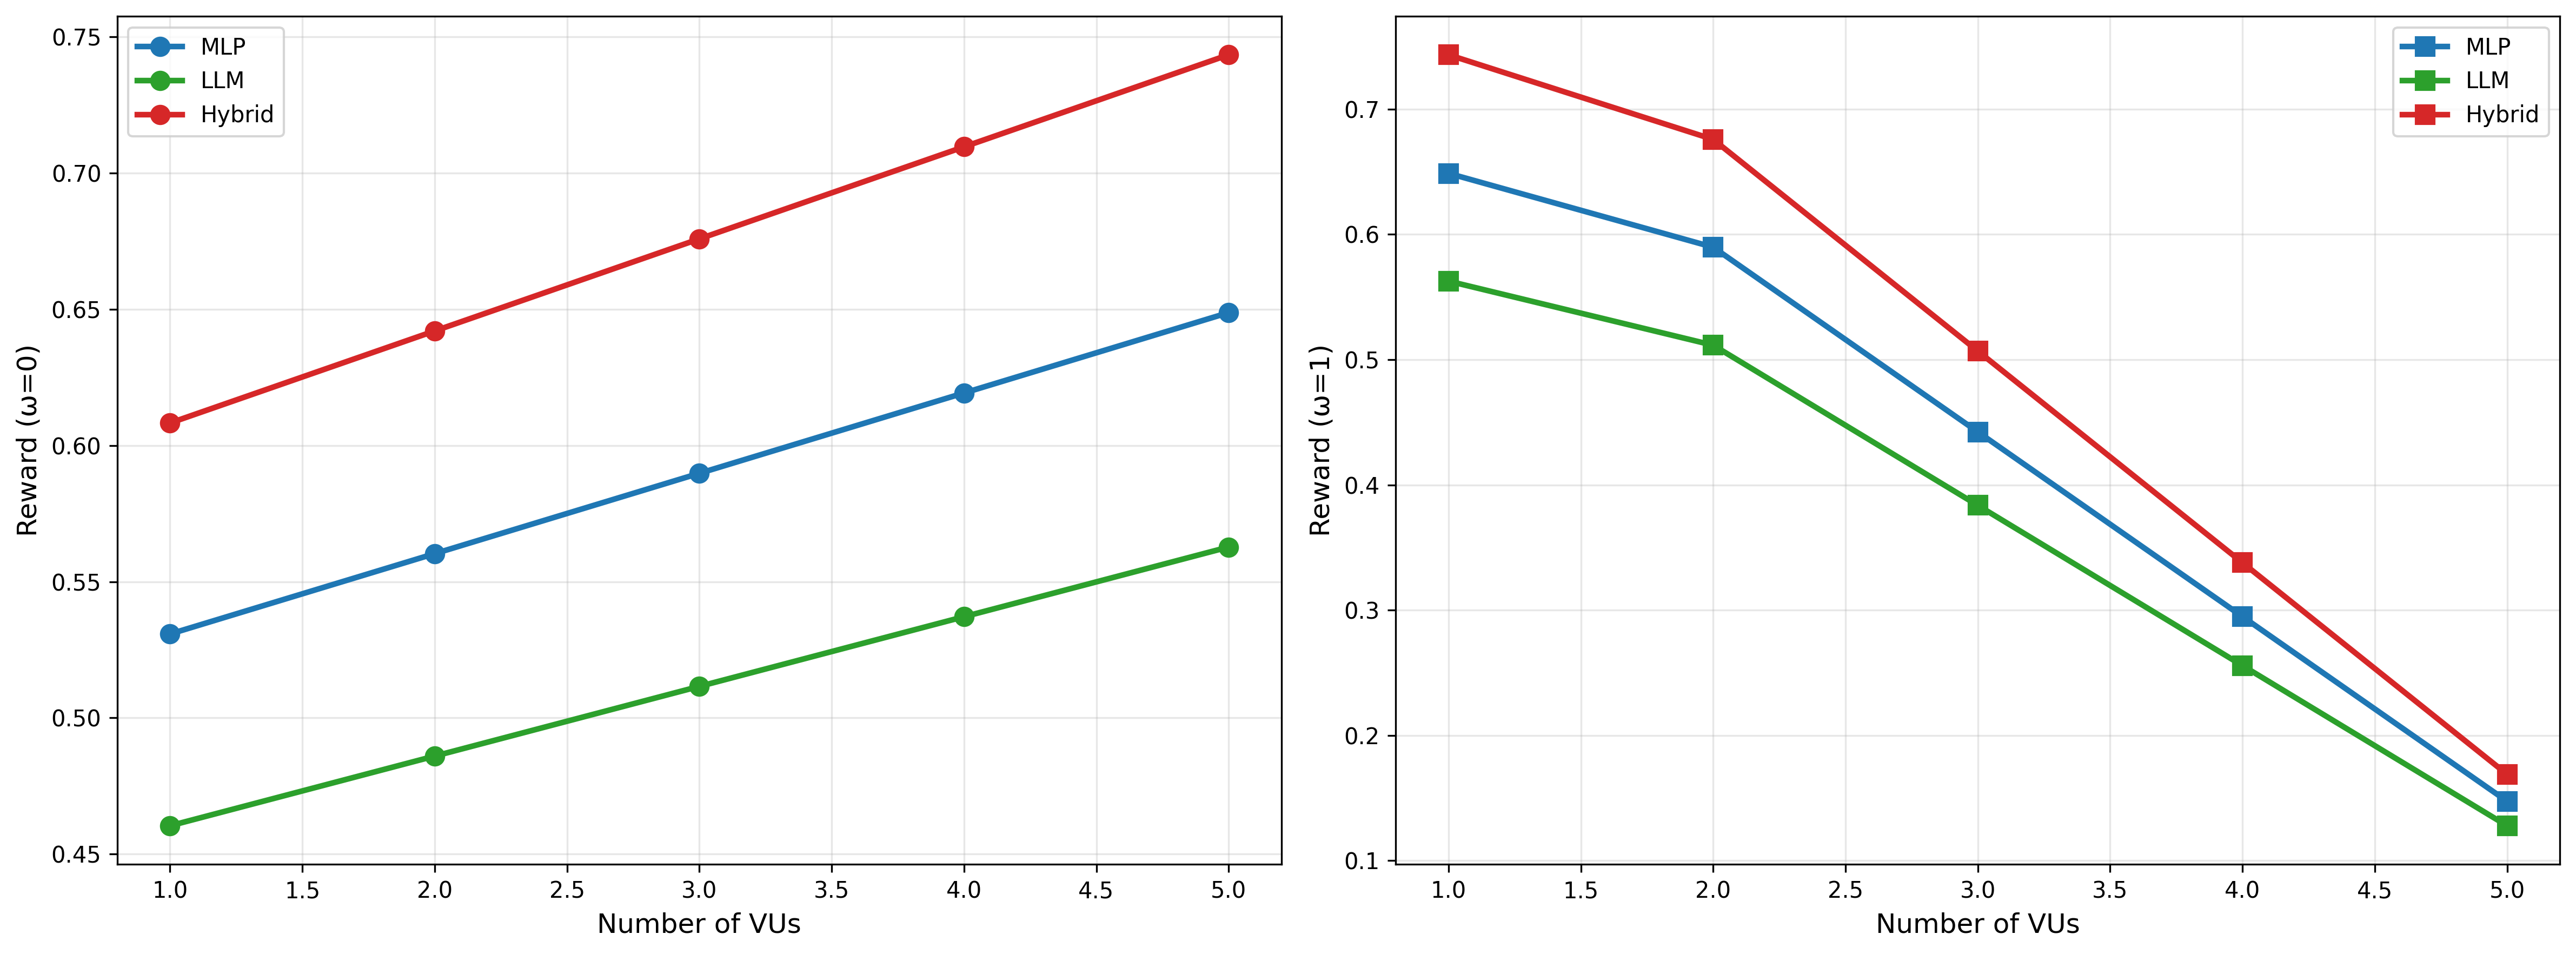 MLP
LLM
Hybrid
Reward (ω=0)
0.75
0.70
0.65
0.60
0.55
0.50
0.45
1.0 1.5 2.0 2.5 3.0 3.5 4.0 4.5 5.0
Number of VUs
MLP
LLM
Hybrid
Reward (ω=1)
0.7
0.6
0.5
0.4
0.3
0.2
0.1
1.0 1.5 2.0 2.5 3.0 3.5 4.0 4.5 5.0
Number of VUs